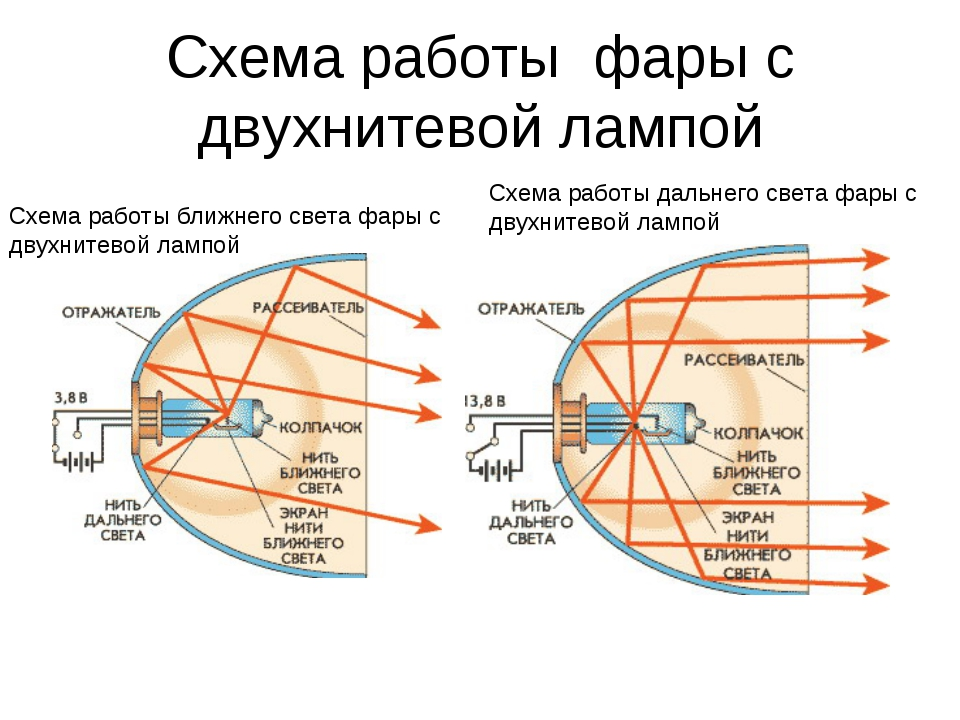 Схема работы фары с
двухнитевой лампой
Схема работы ближнего света фары с
двухнитевой лампой
ОТРАЖАТЕЛЬ
РАССЕИВАТЕЛЬ
3,8 В
КОЛПАЧОК
НИТЬ
БЛИЖНЕГО
СВЕТА
НИТЬ
ДАЛЬНЕГО
СВЕТА
ЭКРАН
НИТИ
БЛИЖНЕГО
СВЕТА
Схема работы дальнего света фары с
двухнитевой лампой
ОТРАЖАТЕЛЬ
РАССЕИВАТЕЛЬ
13,8 В
КОЛПАЧОК
НИТЬ
БЛИЖНЕГО
СВЕТА
НИТЬ
ДАЛЬНЕГО
СВЕТА
ЭКРАН
НИТИ
БЛИЖНЕГО
СВЕТА